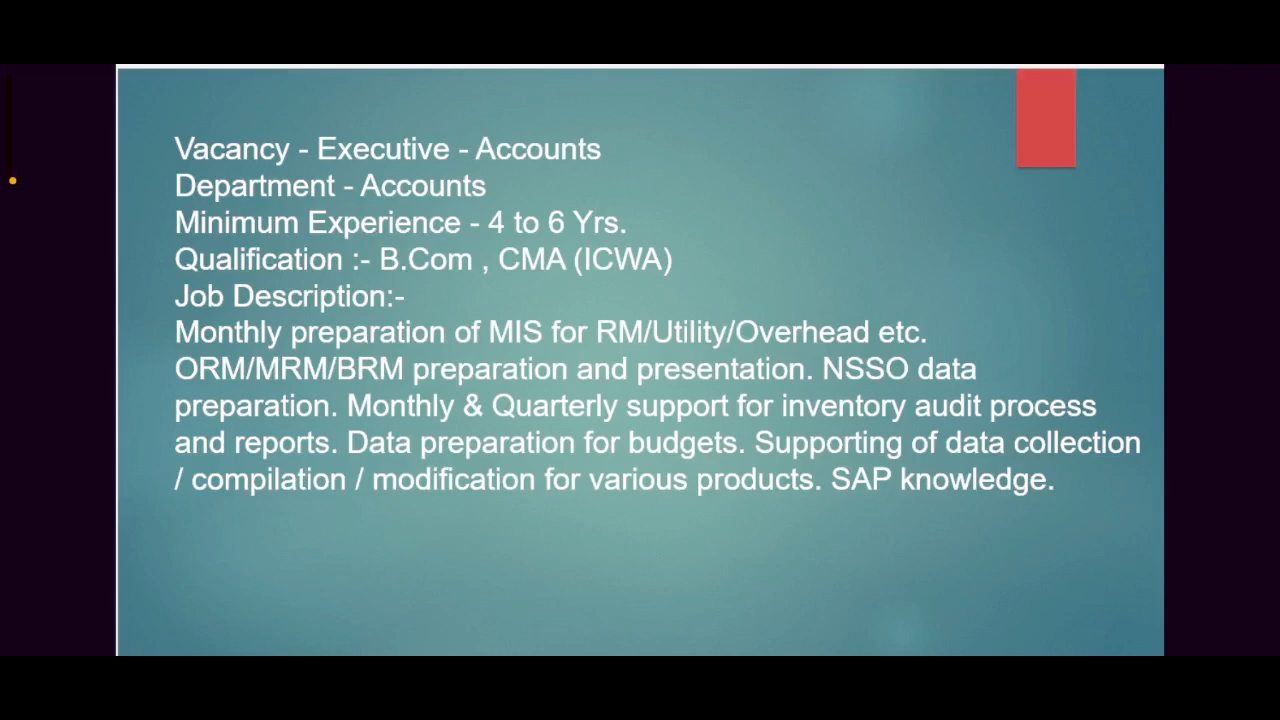 Vacancy - Executive - Accounts
Department - Accounts
Minimum Experience - 4 to 6 Yrs.
Qualification :- B.Com , CMA (ICWA)
Job Description:-
Monthly preparation of MIS for RM/Utility/Overhead etc.
ORM/MRM/BRM preparation and presentation. NSSO data
preparation. Monthly & Quarterly support for inventory audit process
and reports. Data preparation for budgets. Supporting of data collection
/ compilation / modification for various products. SAP knowledge.